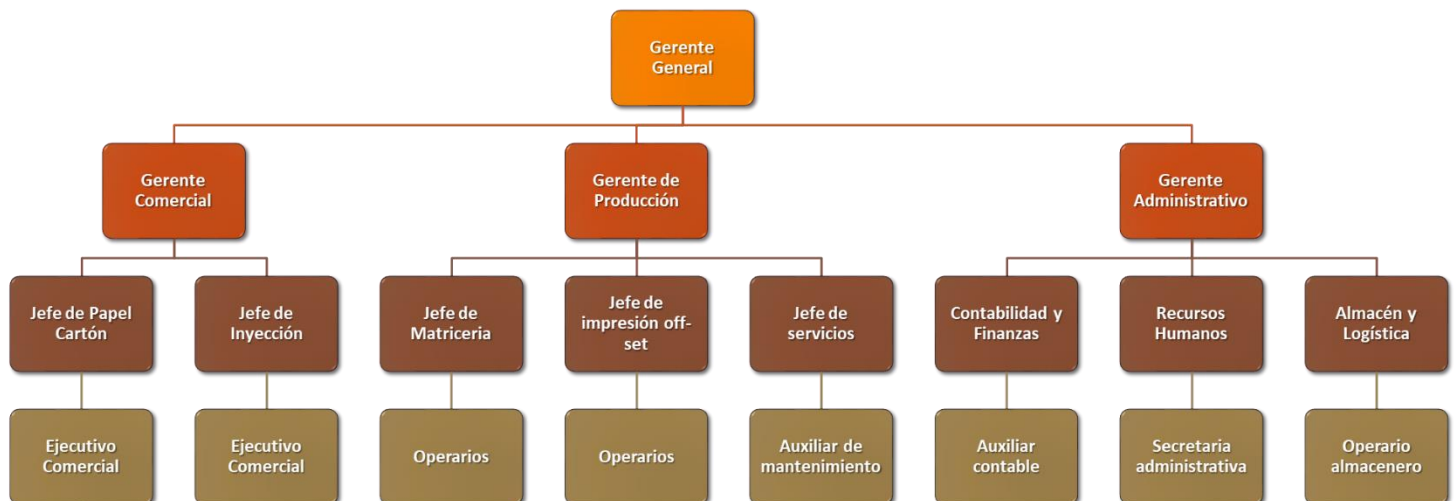 Gerente
General
Gerente
Comercial
Gerente de
Producción
Gerente
Administrativo
Jefe de Papel
Cartón
Jefe de
Inyección
Jefe de
Matriceria
Jefe de
impresión off-
set
Jefe de
servicios
Contabilidad y
Finanzas
Recursos
Humanos
Almacén y
Logística
Ejecutivo
Comercial
Ejecutivo
Comercial
Operarios
Operarios
Auxiliar de
mantenimiento
Auxiliar
contable
Secretaria
administrativa
Operario
almacenero